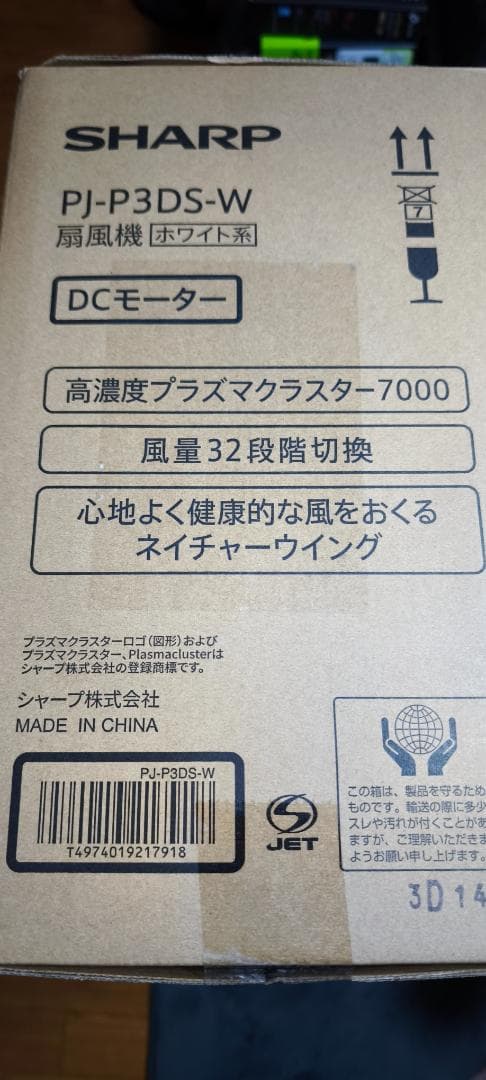 SHARP
PJ-P3DS-W
扇風機 ホワイト系
7
DCモーター
高濃度プラズマクラスター7000
風量32段階切換
心地よく健康的な風をおくる
ネイチャーウイング
プラズマクラスターロゴ(図形)および
プラズマクラスター、Plasmaclusterは
シャープ株式会社の登録商標です。
シャープ株式会社
MADE IN CHINA
PJ-P3DS-W
T4974019217918
S
JET
この箱は、製品を守るため
ものです。輸送の際に多少
スレや汚れが付くことがあ
ますが、ご理解いただきま
ようお願い申し上げます。
3D 14